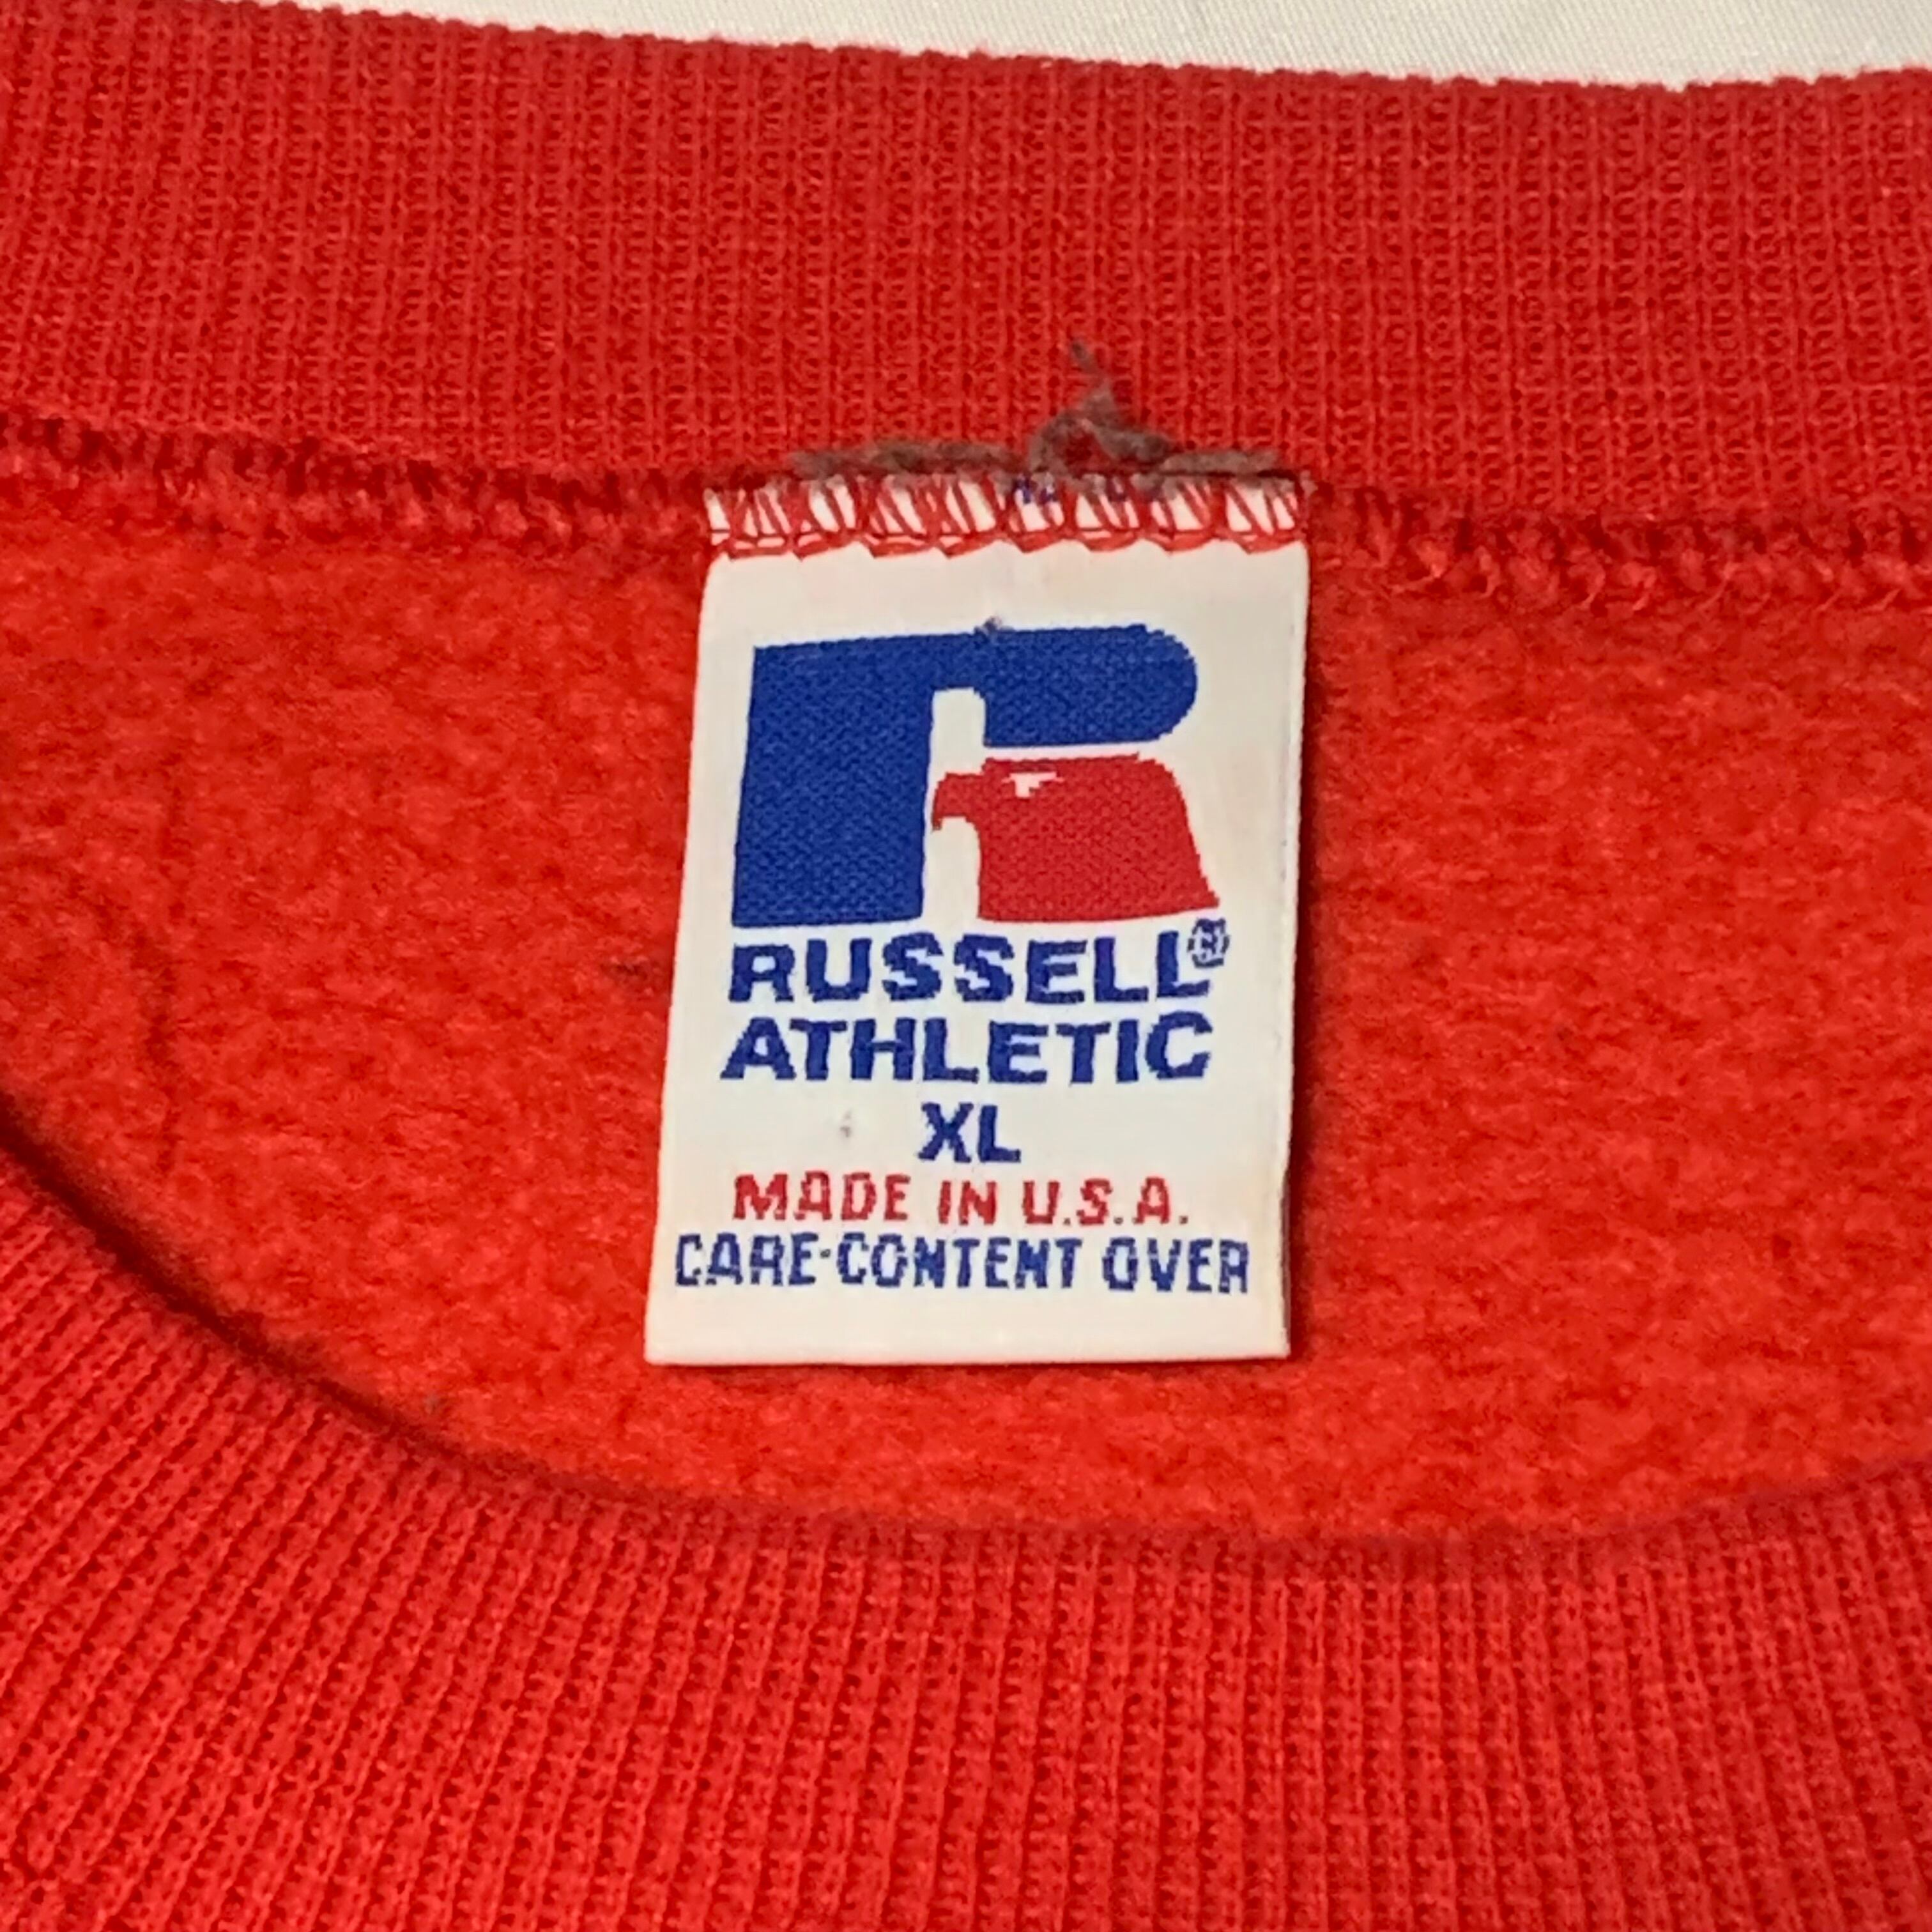 RUSSELL®
ATHLETIC
XL
MADE IN U.S.A.
CARE-CONTENT OVER